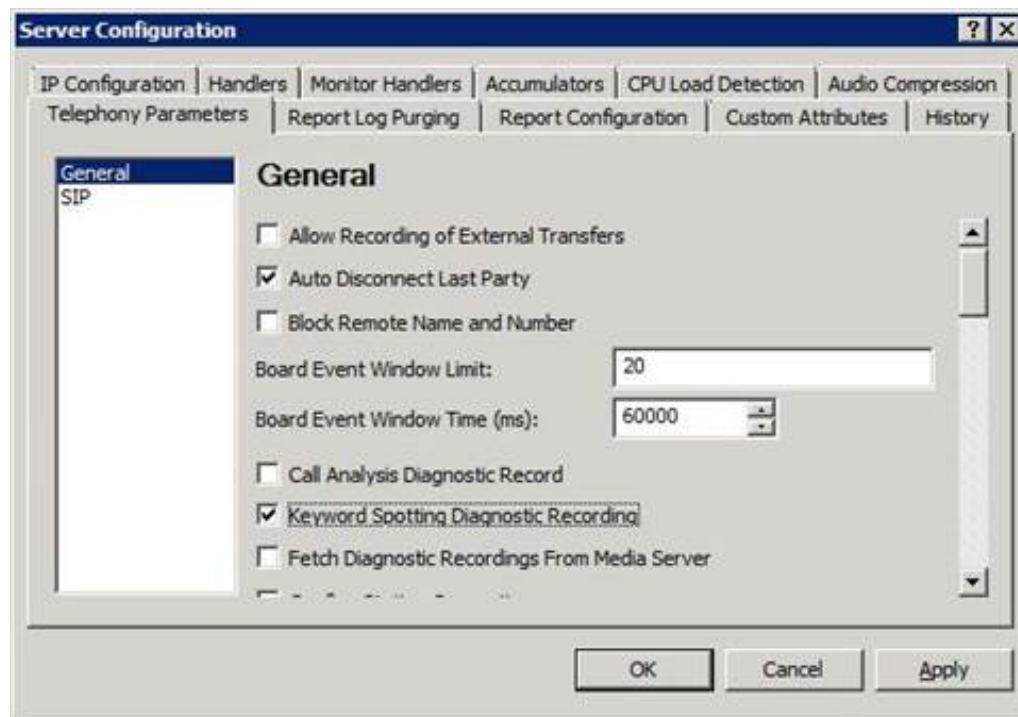 Server Configuration
IP Configuration Handlers Monitor Handlers Accumulators CPU Load Detection Audio Compression
Telephony Parameters Report Log Purging Report Configuration Custom Attributes History
General
SIP
General
Allow Recording of External Transfers
Auto Disconnect Last Party
Block Remote Name and Number
Board Event Window Limit: 20
Board Event Window Time (ms): 60000
Call Analysis Diagnostic Record
Keyword Spotting Diagnostic Recording
Fetch Diagnostic Recordings From Media Server
OK Cancel Apply